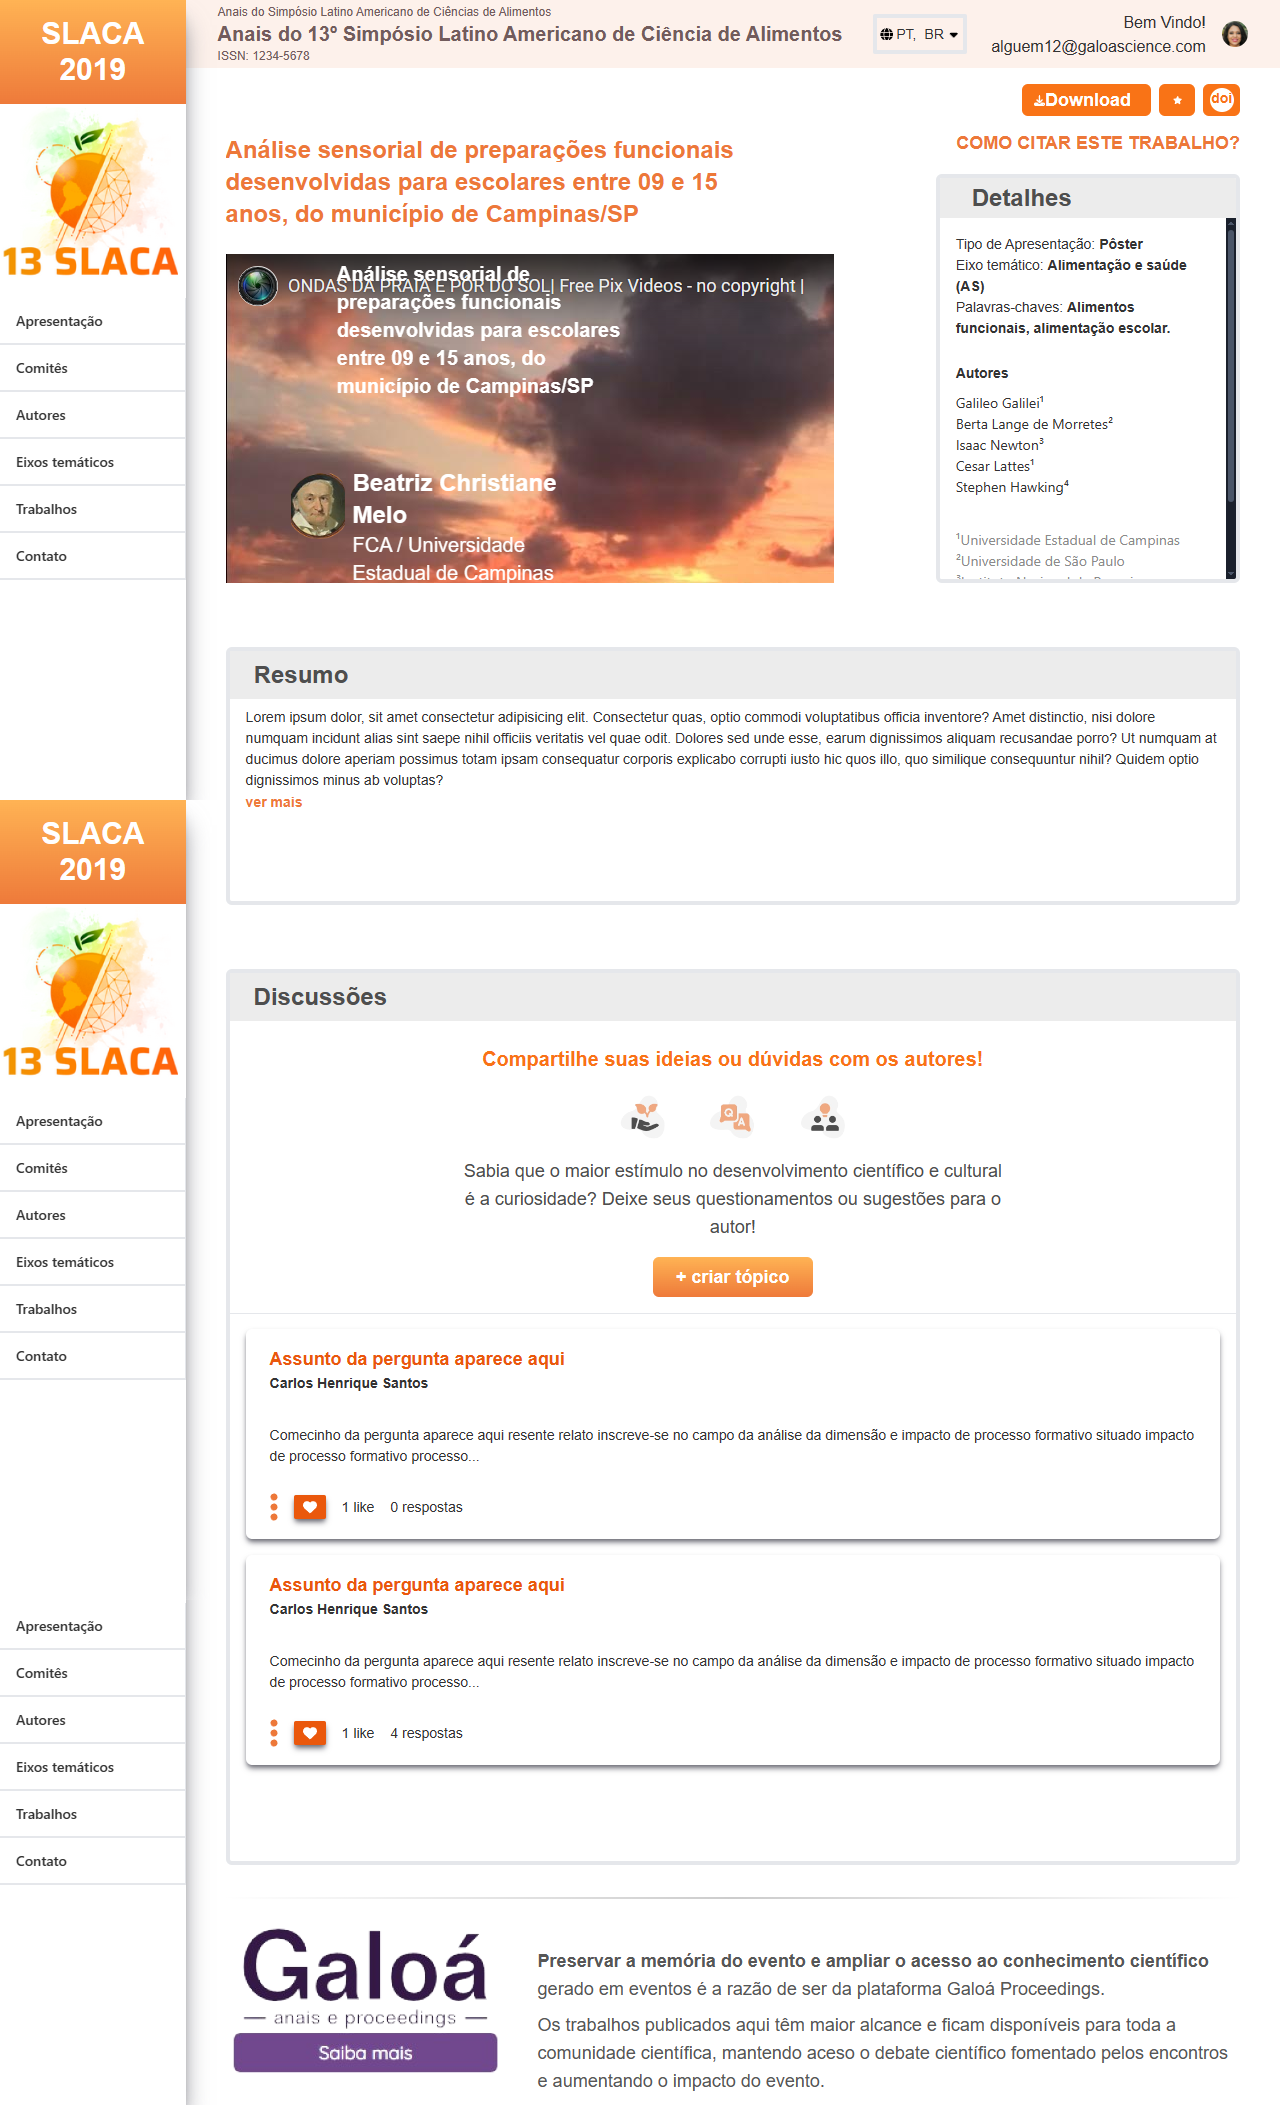 SLACA
2019
13 SLACA
Apresentação
Comitês
Autores
Eixos temáticos
Trabalhos
Contato
Anais do Simpósio Latino Americano de Ciências de Alimentos
Anais do 13º Simpósio Latino Americano de Ciência de Alimentos
ISSN: 1234-5678
PT, BR
Bem Vindo!
alguem12@galoascience.com
Download
doi
COMO CITAR ESTE TRABALHO?
Análise sensorial de preparações funcionais
desenvolvidas para escolares entre 09 e 15
anos, do município de Campinas/SP
ONDAS DA PRAIA E PÔR DO SOL| Free Pix Videos - no copyright |
Análise sensorial de
preparações funcionais
desenvolvidas para escolares
entre 09 e 15 anos, do
município de Campinas/SP
Beatriz Christiane
Melo
FCA / Universidade
Estadual de Campinas
Detalhes
Tipo de Apresentação: Pôster
Eixo temático: Alimentação e saúde
(AS)
Palavras-chaves: Alimentos
funcionais, alimentação escolar.
Autores
Galileo Galilei¹
Berta Lange de Morretes²
Isaac Newton³
Cesar Lattes¹
Stephen Hawking⁴
¹Universidade Estadual de Campinas
²Universidade de São Paulo
Resumo
Lorem ipsum dolor, sit amet consectetur adipisicing elit. Consectetur quas, optio commodi voluptatibus officia inventore? Amet distinctio, nisi dolore
numquam incidunt alias sint saepe nihil officiis veritatis vel quae odit. Dolores sed unde esse, earum dignissimos aliquam recusandae porro? Ut numquam at
ducimus dolore aperiam possimus totam ipsam consequatur corporis explicabo corrupti iusto hic quos illo, quo similique consequuntur nihil? Quidem optio
dignissimos minus ab voluptas?
ver mais
SLACA
2019
13 SLACA
Apresentação
Comitês
Autores
Eixos temáticos
Trabalhos
Contato
Discussões
Compartilhe suas ideias ou dúvidas com os autores!
Q
A
Sabia que o maior estímulo no desenvolvimento científico e cultural
é a curiosidade? Deixe seus questionamentos ou sugestões para o
autor!
+ criar tópico
Assunto da pergunta aparece aqui
Carlos Henrique Santos
Comecinho da pergunta aparece aqui resente relato inscreve-se no campo da análise da dimensão e impacto de processo formativo situado impacto
de processo formativo processo...
1 like 0 respostas
Assunto da pergunta aparece aqui
Carlos Henrique Santos
Comecinho da pergunta aparece aqui resente relato inscreve-se no campo da análise da dimensão e impacto de processo formativo situado impacto
de processo formativo processo...
1 like 4 respostas
Apresentação
Comitês
Autores
Eixos temáticos
Trabalhos
Contato
Galoá
anais e proceedings
Saiba mais
Preservar a memória do evento e ampliar o acesso ao conhecimento científico
gerado em eventos é a razão de ser da plataforma Galoá Proceedings.
Os trabalhos publicados aqui têm maior alcance e ficam disponíveis para toda a
comunidade científica, mantendo aceso o debate científico fomentado pelos encontros
e aumentando o impacto do evento.